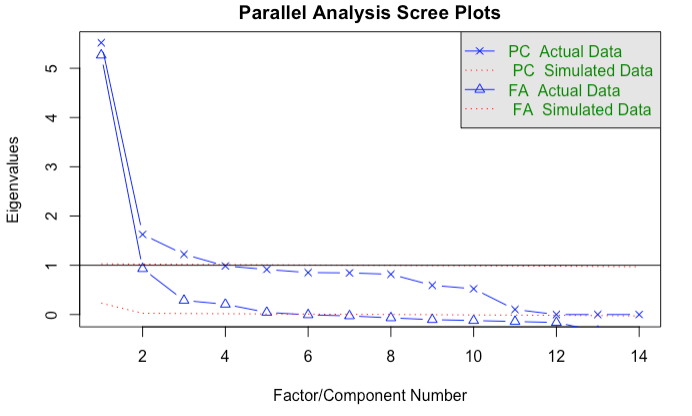 Parallel Analysis Scree Plots
PC Actual Data
PC Simulated Data
FA Actual Data
FA Simulated Data
Eigenvalues
5
4
3
2
1
0
2 4 6 8 10 12 14
Factor/Component Number